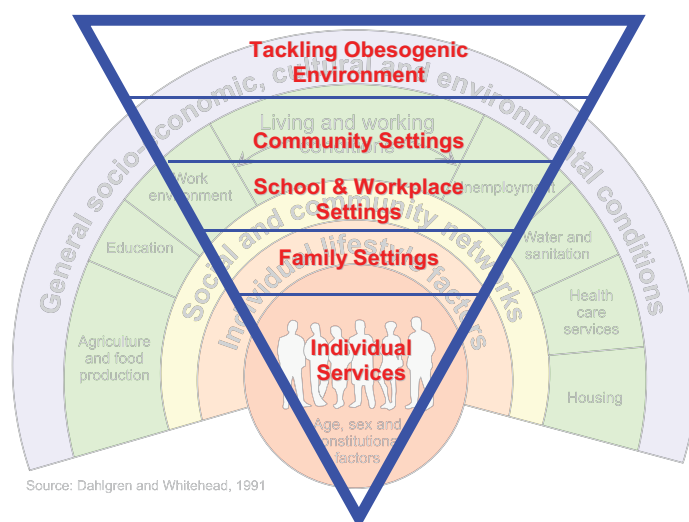 Tackling Obesogenic
Environment
General socio-economic, cultural and environmental conditions
Living and working
conditions
Community Settings
Work
environment
Unemployment
School & Workplace
Settings
Social and community networks
Education
Water and
sanitation
Individual lifestyle factors
Family Settings
Health
care
services
Agriculture
and food
production
Individual
Services
Housing
Age, sex and
constitutional
factors
Source: Dahlgren and Whitehead, 1991